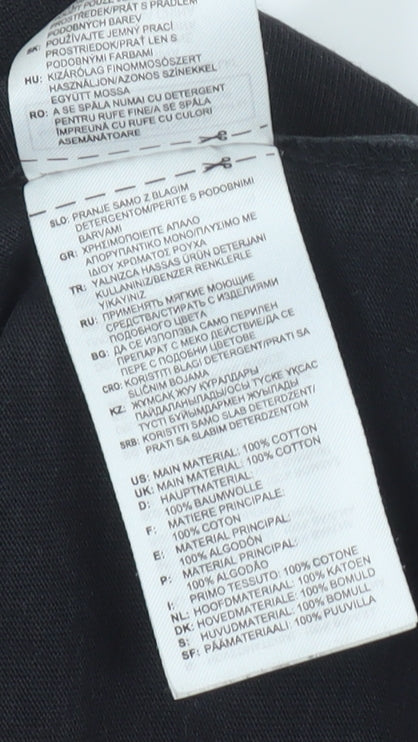 PROSTŘEDEK/PRÁT S PRÁDLEM
PODOBNÝCH BAREV
SK: POUŽÍVAJTE JEMNÝ PRACÍ
PROSTRIEDOK/PRAŤ LEN S
PODOBNÝMI FARBAMI
HU: KIZÁRÓLAG FINOMMOSÓSZERT
HASZNÁLJON/AZONOS SZÍNEKKEL
EGYÜTT MOSSA
RO: A SE SPĂLA NUMAI CU DETERGENT
PENTRU RUFE FINE/A SE SPĂLA
ÎMPREUNĂ CU RUFE CU CULORI
ASEMĂNĂTOARE
SLO: PRANJE SAMO Z BLAGIM
DETERGENTOM/PERITE S PODOBNIMI
BARVAMI
GR: ΧΡΗΣΙΜΟΠΟΙΕΙΤΕ ΑΠΑΛΟ
ΑΠΟΡΥΠΑΝΤΙΚΟ ΜΟΝΟ/ΠΛΥΣΙΜΟ ΜΕ
ΙΔΙΟΥ ΧΡΩΜΑΤΟΣ ΡΟΥΧΑ
TR: YALNIZCA HASSAS ÜRÜN DETERJANI
KULLANINIZ/BENZER RENKLERLE
YIKAYINIZ
RU: ПРИМЕНЯТЬ МЯГКИЕ МОЮЩИЕ
СРЕДСТВА/СТИРАТЬ С ИЗДЕЛИЯМИ
ПОДОБНОГО ЦВЕТА
BG: ДА СЕ ИЗПОЛЗВА САМО ПЕРИЛЕН
ПРЕПАРАТ С МЕКО ДЕЙСТВИЕ/ДА СЕ
ПЕРЕ С ПОДОБНИ ЦВЕТОВЕ
CRO: KORISTITI BLAGI DETERGENT/PRATI SA
SLIČNIM BOJAMA
KZ: ЖҰМСАҚ ЖУУ ҚҰРАЛДАРЫ
ПАЙДАЛАНЫЛАДЫ/ОСЫ ТҮСКЕ ҰҚСАС
ТҮСТІ БҰЙЫМДАРМЕН ЖУЫЛАДЫ
SRB: KORISTITI SAMO SLAB DETERDZENT/
PRATI SA SLABIM DETERDZENTOM
US: MAIN MATERIAL: 100% COTTON
UK: MAIN MATERIAL: 100% COTTON
D: HAUPTMATERIAL:
100% BAUMWOLLE
F: MATIERE PRINCIPALE:
100% COTON
E: MATERIAL PRINCIPAL:
100% ALGODÓN
P: MATERIAL PRINCIPAL:
100% ALGODÃO
I: PRIMO TESSUTO: 100% COTONE
NL: HOOFDMATERIAAL: 100% KATOEN
DK: HOVEDMATERIALE: 100% BOMULD
S: HUVUDMATERIAL: 100% BOMULL
SF: PÄÄMATERIAALI: 100% PUUVILLA